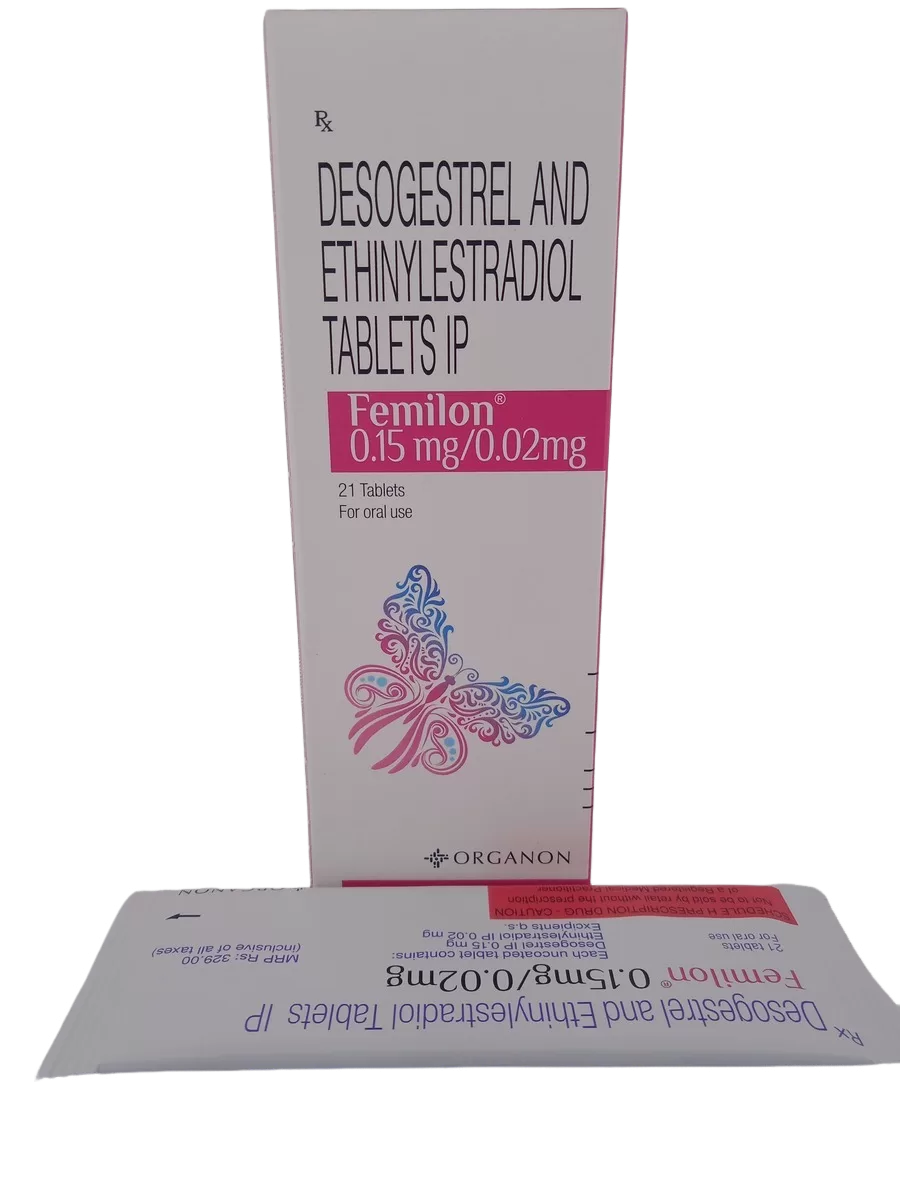 Rx
DESOGESTREL AND
ETHINYLESTRADIOL
TABLETS IP
Femilon®
0.15 mg/0.02mg
21 Tablets
For oral use
ORGANON
Rx
Desogestrel and Ethinylestradiol Tablets IP
Femilon® 0.15mg/0.02mg
21 tablets
For oral use
Each uncoated tablet contains:
Desogestrel IP 0.15 mg
Ethinylestradiol IP 0.02 mg
Excipients q.s.
MRP Rs: 329.00
(inclusive of all taxes)
SCHEDULE H PRESCRIPTION DRUG - CAUTION
Not to be sold by retail without the prescription
of a Registered Medical Practitioner
ORGANON